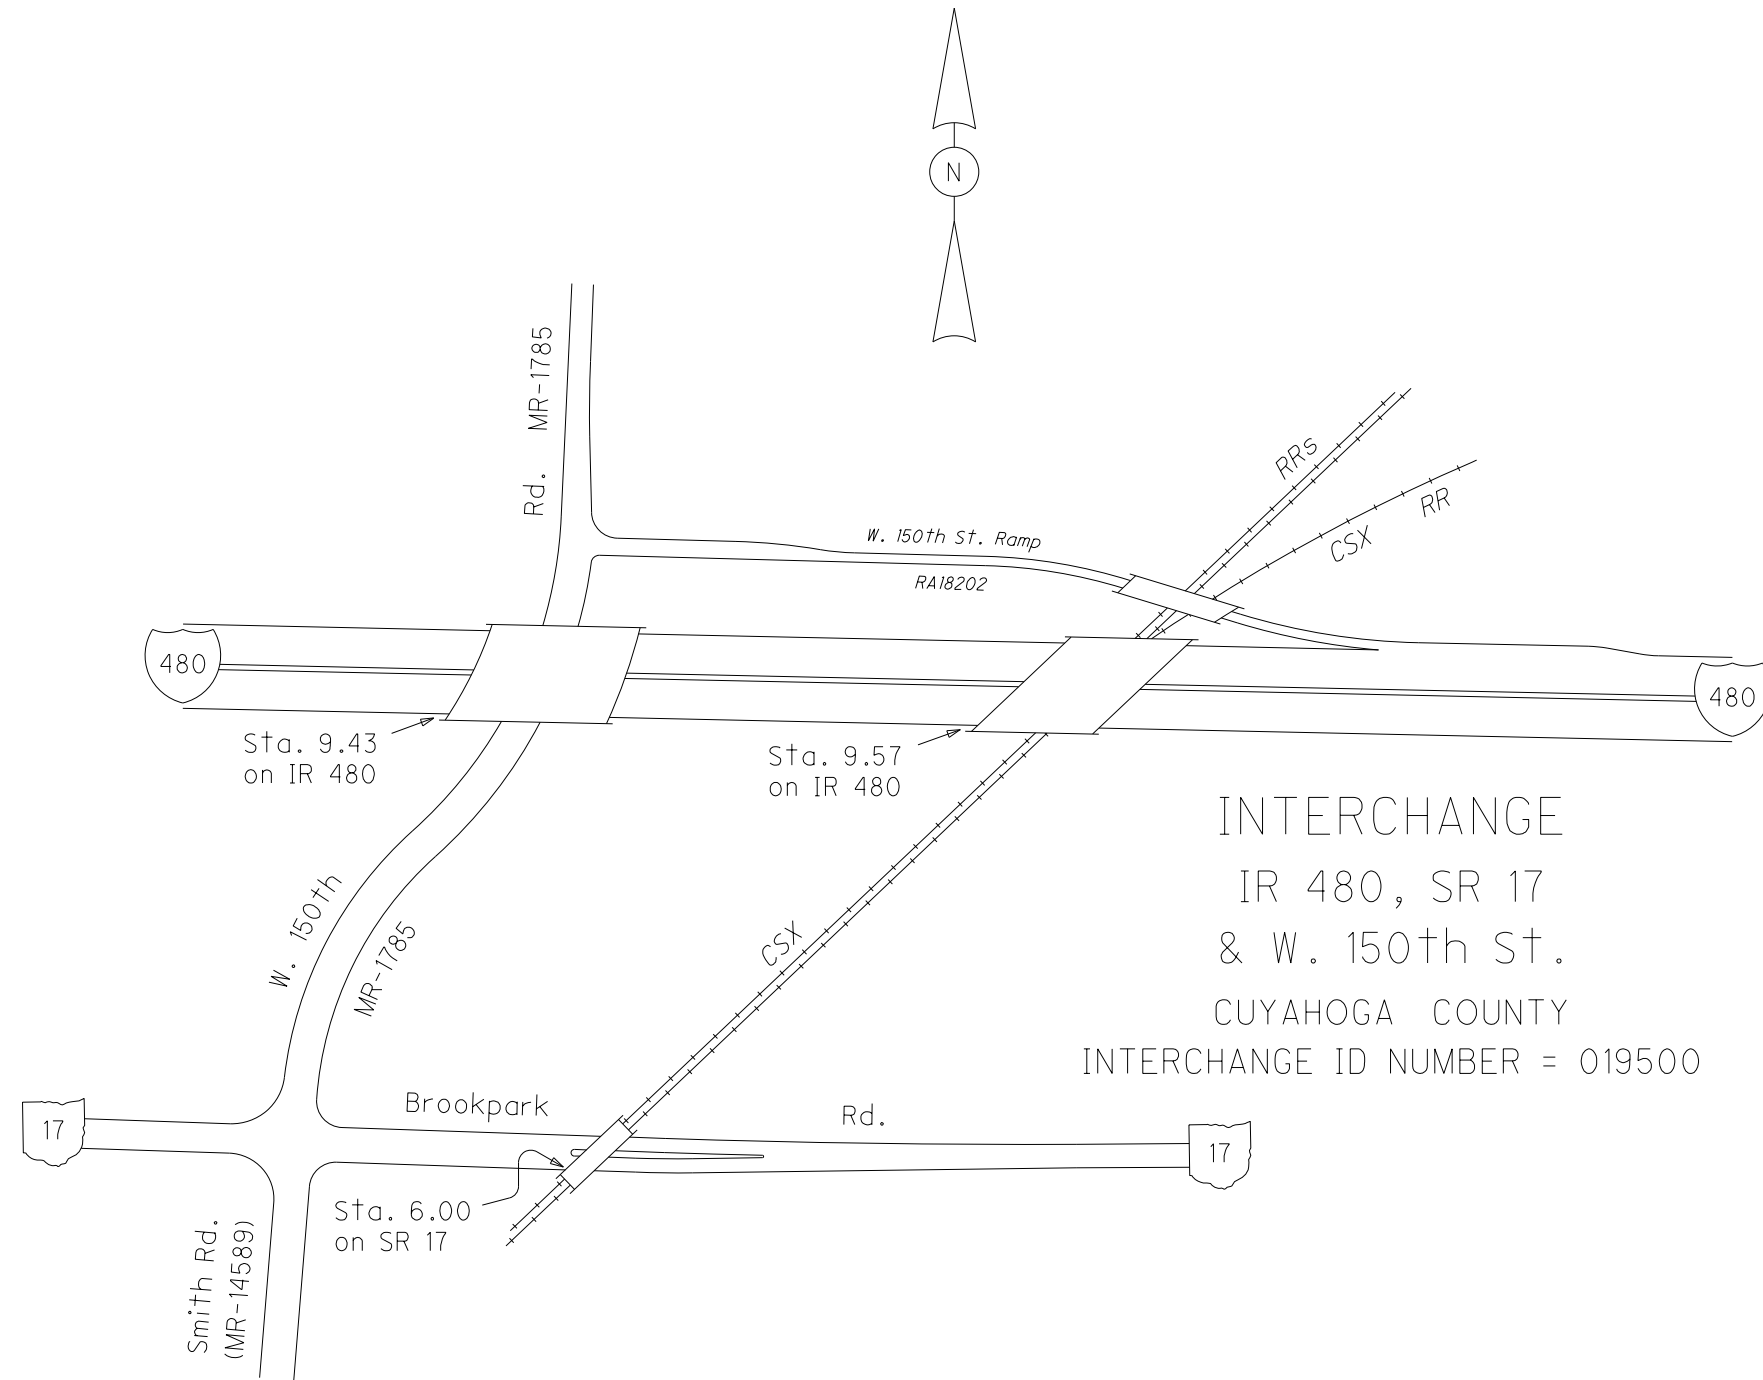 N
Rd. MR-1785
RRs
RR
CSX
W. 150th St. Ramp
RA18202
480
480
Sta. 9.43
on IR 480
Sta. 9.57
on IR 480
INTERCHANGE
IR 480, SR 17
& W. 150th St.
CUYAHOGA COUNTY
INTERCHANGE ID NUMBER = 019500
W. 150th
MR-1785
CSX
Brookpark Rd.
17
17
Sta. 6.00
on SR 17
Smith Rd.
(MR-14589)